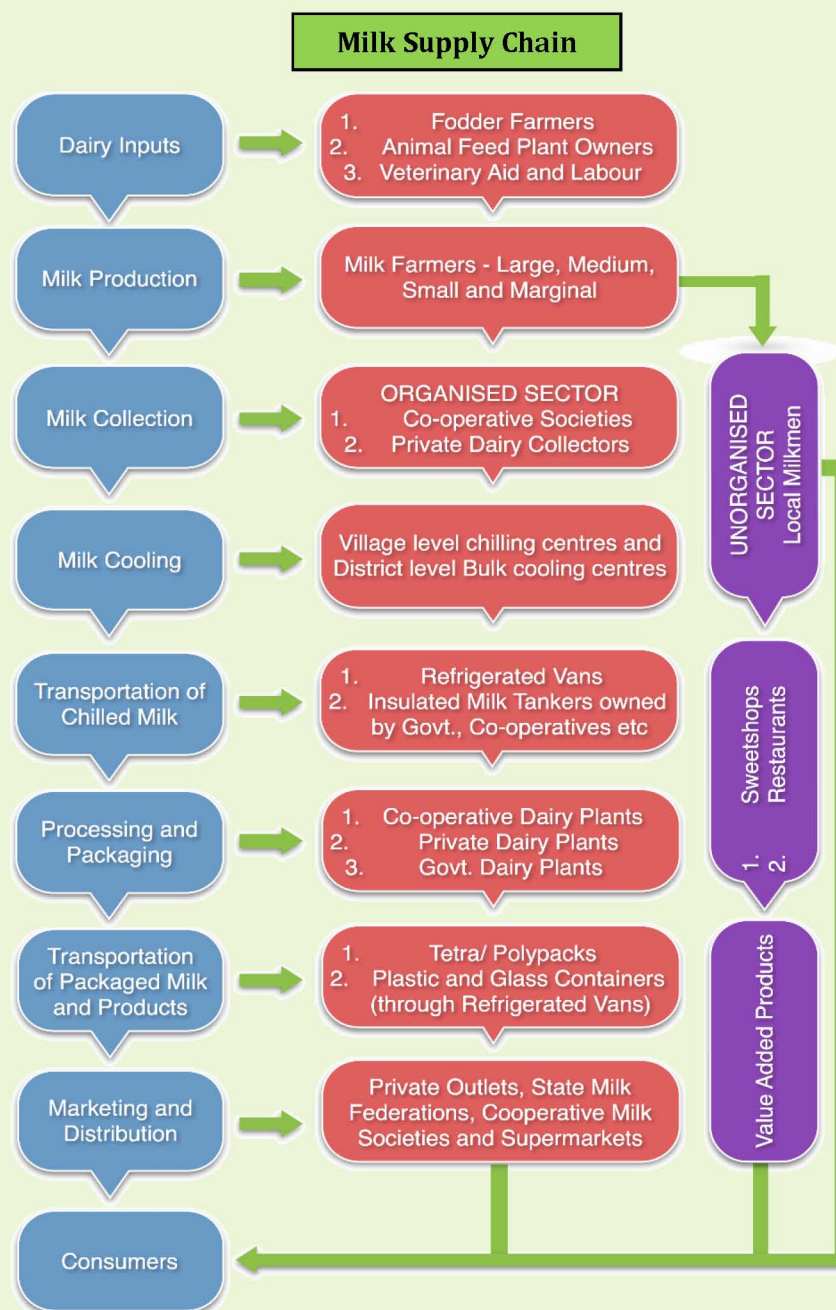 Milk Supply Chain
Dairy Inputs
1. Fodder Farmers
2. Animal Feed Plant Owners
3. Veterinary Aid and Labour
Milk Production
Milk Farmers - Large, Medium,
Small and Marginal
Milk Collection
ORGANISED SECTOR
1. Co-operative Societies
2. Private Dairy Collectors
UNORGANISED
SECTOR
Local Milkmen
Milk Cooling
Village level chilling centres and
District level Bulk cooling centres
Transportation of
Chilled Milk
1. Refrigerated Vans
2. Insulated Milk Tankers owned
by Govt., Co-operatives etc
1. Sweetshops
2. Restaurants
Processing and
Packaging
1. Co-operative Dairy Plants
2. Private Dairy Plants
3. Govt. Dairy Plants
Transportation
of Packaged Milk
and Products
1. Tetra/ Polypacks
2. Plastic and Glass Containers
(through Refrigerated Vans)
Value Added Products
Marketing and
Distribution
Private Outlets, State Milk
Federations, Cooperative Milk
Societies and Supermarkets
Consumers